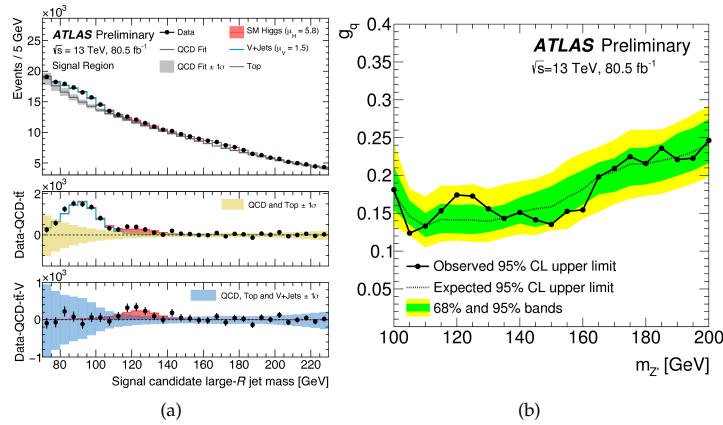 ×10³
Events / 5 GeV
ATLAS Preliminary
√s = 13 TeV, 80.5 fb⁻¹
Signal Region
Data
QCD Fit
QCD Fit ± 1σ
SM Higgs (μ_H = 5.8)
V+Jets (μ_V = 1.5)
Top
25
20
15
10
5
×10³
Data-QCD-tt̄
2
1
0
QCD and Top ± 1σ
×10³
Data-QCD-tt̄-V
1
0
−1
QCD, Top and V+Jets ± 1σ
80 100 120 140 160 180 200 220
Signal candidate large-R jet mass [GeV]
(a)
g_q
0.4
0.35
0.3
0.25
0.2
0.15
0.1
0.05
ATLAS Preliminary
√s=13 TeV, 80.5 fb⁻¹
Observed 95% CL upper limit
Expected 95% CL upper limit
68% and 95% bands
100 120 140 160 180 200
m_Z' [GeV]
(b)